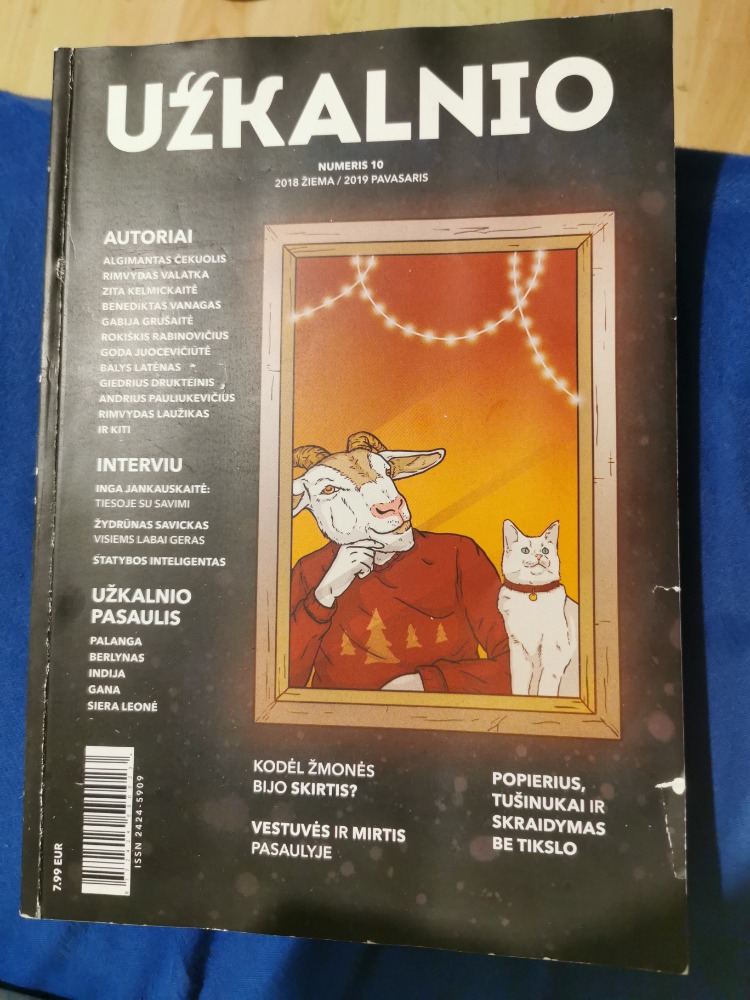 UŽKALNIO
NUMERIS 10
2018 ŽIEMA / 2019 PAVASARIS
AUTORIAI
ALGIMANTAS ČEKUOLIS
RIMVYDAS VALATKA
ZITA KELMICKAITĖ
BENEDIKTAS VANAGAS
GABIJA GRUŠAITĖ
ROKIŠKIS RABINOVIČIUS
GODA JUOCEVIČIŪTĖ
BALYS LATĖNAS
GIEDRIUS DRUKTEINIS
ANDRIUS PAULIUKEVIČIUS
RIMVYDAS LAUŽIKAS
IR KITI
INTERVIU
INGA JANKAUSKAITĖ:
TIESOJE SU SAVIMI
ŽYDRŪNAS SAVICKAS
VISIEMS LABAI GERAS
STATYBOS INTELIGENTAS
UŽKALNIO
PASAULIS
PALANGA
BERLYNAS
INDIJA
GANA
SIERA LEONĖ
7.99 EUR
ISSN 2424-5909
KODĖL ŽMONĖS
BIJO SKIRTIS?
VESTUVĖS IR MIRTIS
PASAULYJE
POPIERIUS,
TUŠINUKAI IR
SKRAIDYMAS
BE TIKSLO